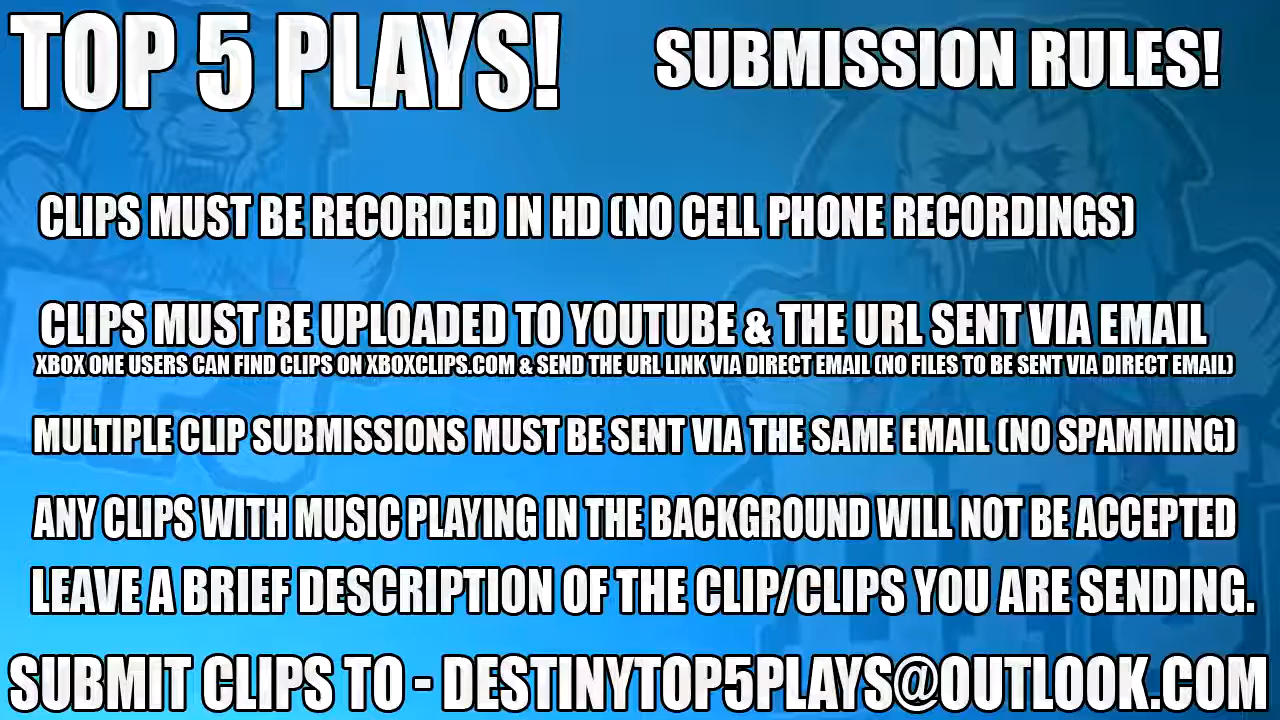 TOP 5 PLAYS!
SUBMISSION RULES!
CLIPS MUST BE RECORDED IN HD (NO CELL PHONE RECORDINGS)
CLIPS MUST BE UPLOADED TO YOUTUBE & THE URL SENT VIA EMAIL
XBOX ONE USERS CAN FIND CLIPS ON XBOXCLIPS.COM & SEND THE URL LINK VIA DIRECT EMAIL (NO FILES TO BE SENT VIA DIRECT EMAIL)
MULTIPLE CLIP SUBMISSIONS MUST BE SENT VIA THE SAME EMAIL (NO SPAMMING)
ANY CLIPS WITH MUSIC PLAYING IN THE BACKGROUND WILL NOT BE ACCEPTED
LEAVE A BRIEF DESCRIPTION OF THE CLIP/CLIPS YOU ARE SENDING.
SUBMIT CLIPS TO - DESTINYTOP5PLAYS@OUTLOOK.COM